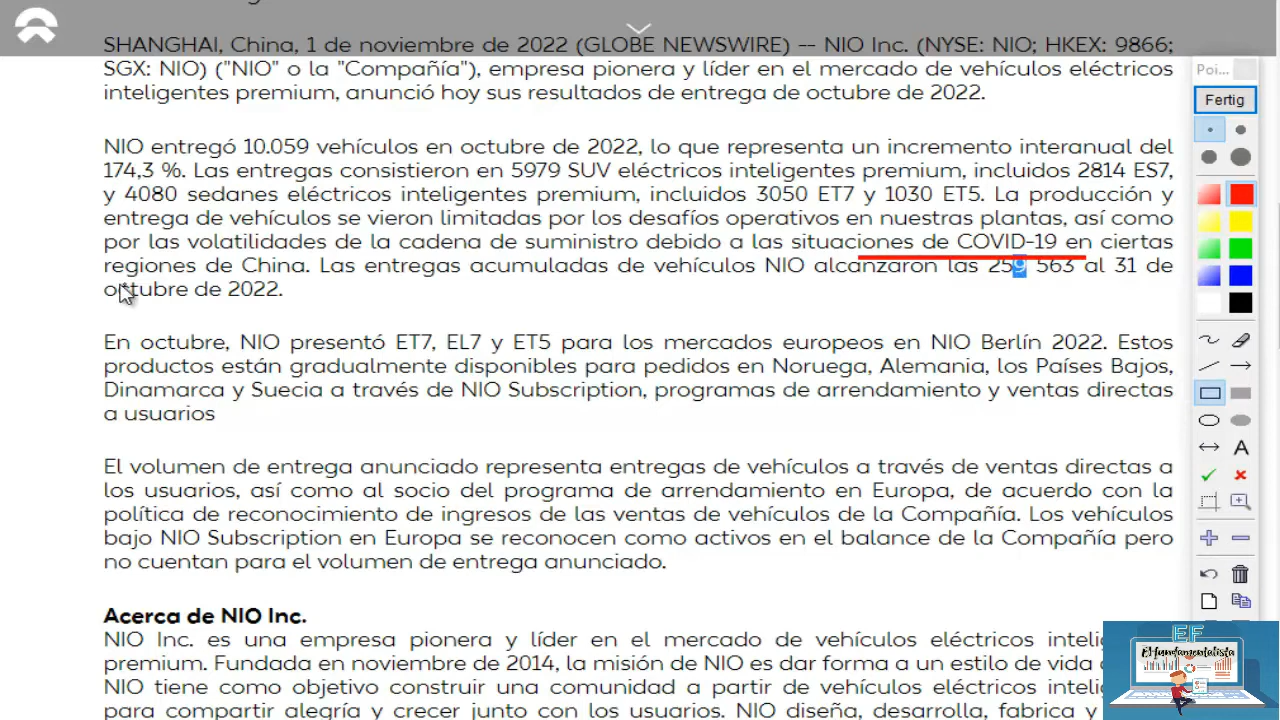 SHANGHAI, China, 1 de noviembre de 2022 (GLOBE NEWSWIRE) -- NIO Inc. (NYSE: NIO; HKEX: 9866;
SGX: NIO) ("NIO" o la "Compañía"), empresa pionera y líder en el mercado de vehículos eléctricos
inteligentes premium, anunció hoy sus resultados de entrega de octubre de 2022.
NIO entregó 10.059 vehículos en octubre de 2022, lo que representa un incremento interanual del
174,3 %. Las entregas consistieron en 5979 SUV eléctricos inteligentes premium, incluidos 2814 ES7,
y 4080 sedanes eléctricos inteligentes premium, incluidos 3050 ET7 y 1030 ET5. La producción y
entrega de vehículos se vieron limitadas por los desafíos operativos en nuestras plantas, así como
por las volatilidades de la cadena de suministro debido a las situaciones de COVID-19 en ciertas
regiones de China. Las entregas acumuladas de vehículos NIO alcanzaron las 259 563 al 31 de
octubre de 2022.
En octubre, NIO presentó ET7, EL7 y ET5 para los mercados europeos en NIO Berlín 2022. Estos
productos están gradualmente disponibles para pedidos en Noruega, Alemania, los Países Bajos,
Dinamarca y Suecia a través de NIO Subscription, programas de arrendamiento y ventas directas
a usuarios
El volumen de entrega anunciado representa entregas de vehículos a través de ventas directas a
los usuarios, así como al socio del programa de arrendamiento en Europa, de acuerdo con la
política de reconocimiento de ingresos de las ventas de vehículos de la Compañía. Los vehículos
bajo NIO Subscription en Europa se reconocen como activos en el balance de la Compañía pero
no cuentan para el volumen de entrega anunciado.
Acerca de NIO Inc.
NIO Inc. es una empresa pionera y líder en el mercado de vehículos eléctricos
premium. Fundada en noviembre de 2014, la misión de NIO es dar forma a un estilo de vida
NIO tiene como objetivo construir una comunidad a partir de vehículos eléctricos
para compartir alegría y crecer junto con los usuarios. NIO diseña, desarrolla, fabrica y
Poi...
Fertig
A
EF
El fundamentalista